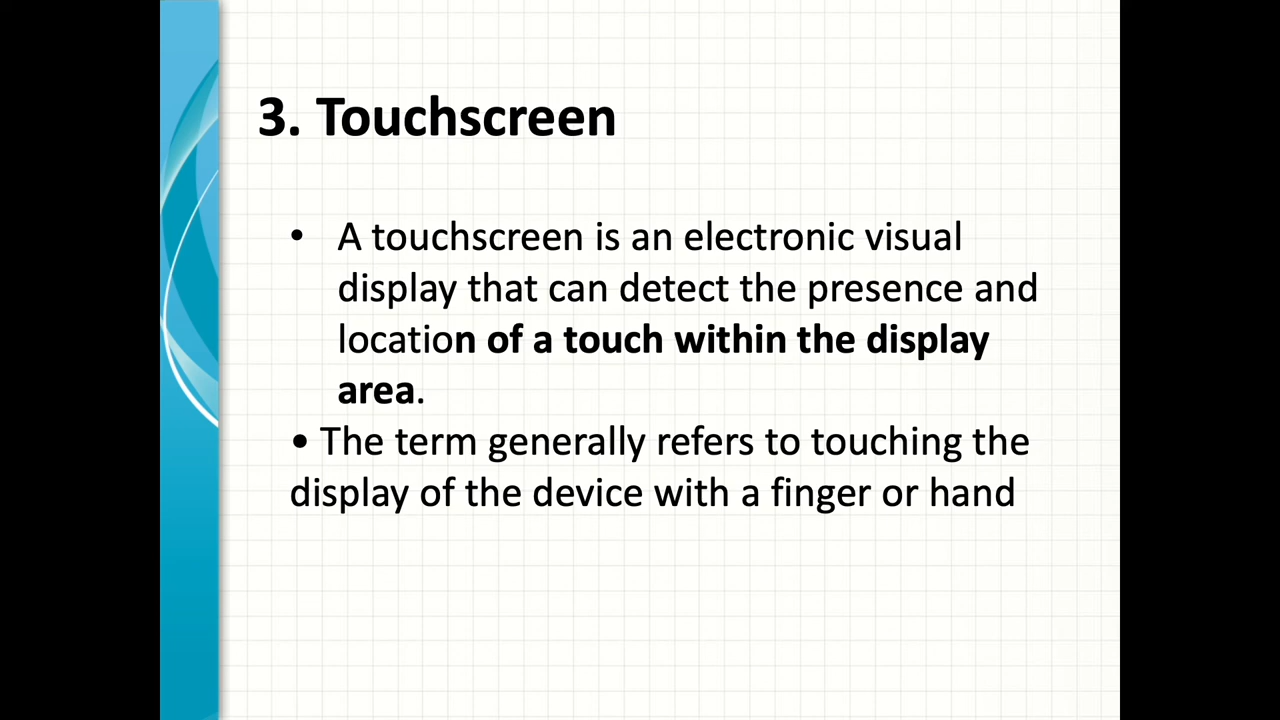 3. Touchscreen
• A touchscreen is an electronic visual
display that can detect the presence and
location of a touch within the display
area.
• The term generally refers to touching the
display of the device with a finger or hand